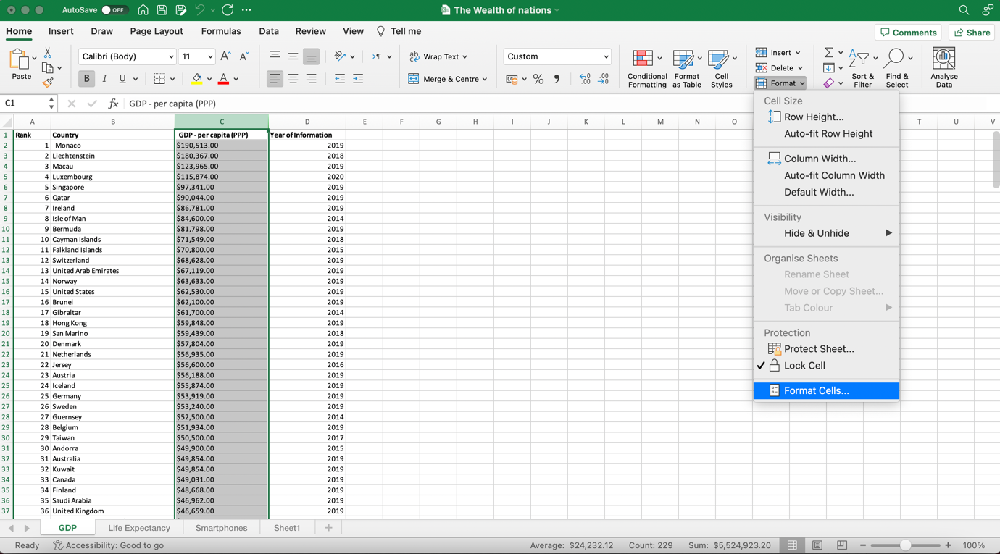 AutoSave OFF The Wealth of nations
Home Insert Draw Page Layout Formulas Data Review View Tell me Comments Share
Paste
Calibri (Body) 11
B I U
Wrap Text
Merge & Centre
Custom
Conditional Formatting
Format as Table
Cell Styles
Insert
Delete
Format
Sort & Filter
Find & Select
Analyse Data
C1 fx GDP - per capita (PPP)
Cell Size
Row Height...
Auto-fit Row Height
Column Width...
Auto-fit Column Width
Default Width...
Visibility
Hide & Unhide
Organise Sheets
Rename Sheet
Move or Copy Sheet...
Tab Colour
Protection
Protect Sheet...
Lock Cell
Format Cells...
A B C D E F G H I J K L M N O T U V
1 Rank Country GDP - per capita (PPP) Year of Information
2 1 Monaco $190,513.00 2019
3 2 Liechtenstein $180,367.00 2018
4 3 Macau $123,965.00 2019
5 4 Luxembourg $115,874.00 2020
6 5 Singapore $97,341.00 2019
7 6 Qatar $90,044.00 2019
8 7 Ireland $86,781.00 2019
9 8 Isle of Man $84,600.00 2014
10 9 Bermuda $81,798.00 2019
11 10 Cayman Islands $71,549.00 2018
12 11 Falkland Islands $70,800.00 2015
13 12 Switzerland $68,628.00 2019
14 13 United Arab Emirates $67,119.00 2019
15 14 Norway $63,633.00 2019
16 15 United States $62,530.00 2019
17 16 Brunei $62,100.00 2019
18 17 Gibraltar $61,700.00 2014
19 18 Hong Kong $59,848.00 2019
20 19 San Marino $59,439.00 2018
21 20 Denmark $57,804.00 2019
22 21 Netherlands $56,935.00 2019
23 22 Jersey $56,600.00 2016
24 23 Austria $56,188.00 2019
25 24 Iceland $55,874.00 2019
26 25 Germany $53,919.00 2019
27 26 Sweden $53,240.00 2019
28 27 Guernsey $52,500.00 2014
29 28 Belgium $51,934.00 2019
30 29 Taiwan $50,500.00 2017
31 30 Andorra $49,900.00 2015
32 31 Australia $49,854.00 2019
33 32 Kuwait $49,854.00 2019
34 33 Canada $49,031.00 2019
35 34 Finland $48,668.00 2019
36 35 Saudi Arabia $46,962.00 2019
37 36 United Kingdom $46,659.00 2019
GDP Life Expectancy Smartphones Sheet1
Ready Accessibility: Good to go Average: $24,232.12 Count: 229 Sum: $5,524,923.20 100%